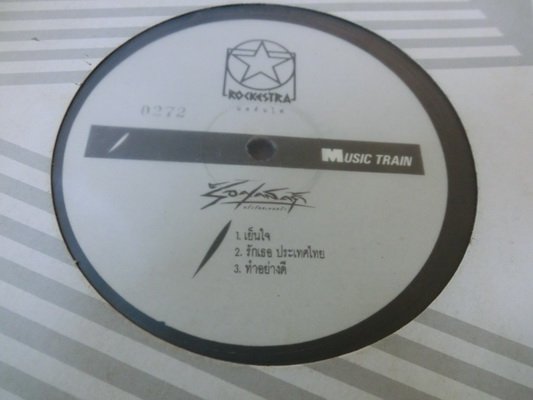 ROCKESTRA
0272
MUSIC TRAIN
1. เย็นใจ
2. รักเธอ ประเทศไทย
3. ทำอย่างดี